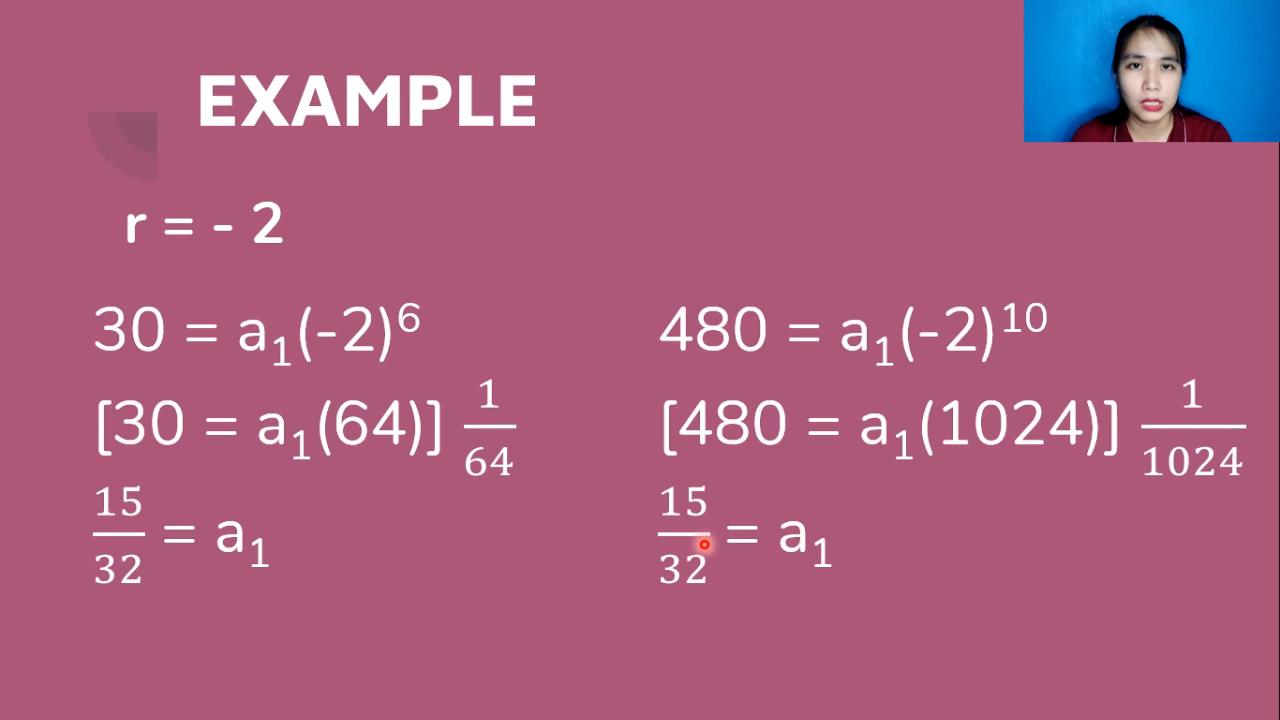 EXAMPLE
r = - 2
30 = a₁(-2)⁶
[30 = a₁(64)] 1/64
15/32 = a₁
480 = a₁(-2)¹⁰
[480 = a₁(1024)] 1/1024
15/32 = a₁